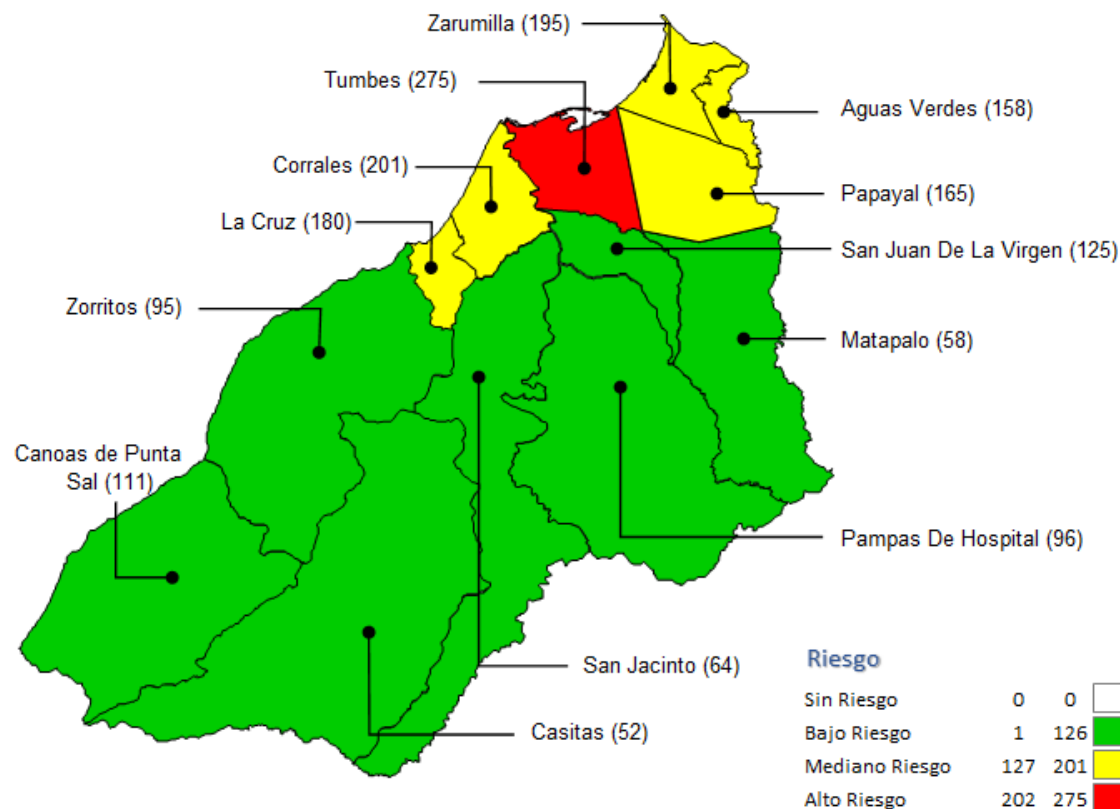 Zarumilla (195)
Tumbes (275)
Aguas Verdes (158)
Corrales (201)
Papayal (165)
La Cruz (180)
San Juan De La Virgen (125)
Zorritos (95)
Matapalo (58)
Canoas de Punta
Sal (111)
Pampas De Hospital (96)
San Jacinto (64)
Casitas (52)
Riesgo
Sin Riesgo 0 0
Bajo Riesgo 1 126
Mediano Riesgo 127 201
Alto Riesgo 202 275